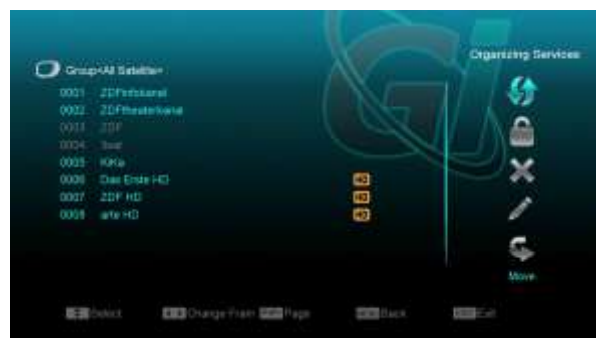 Organizing Services
Group<All Satellite>
0001 ZDFinfokanal
0002 ZDFtheaterkanal
0003 ZDF
0004 3sat
0005 KiKa
0006 Das Erste HD HD
0007 ZDF HD HD
0008 arte HD HD
Move
Select Change Fram Page Back Exit